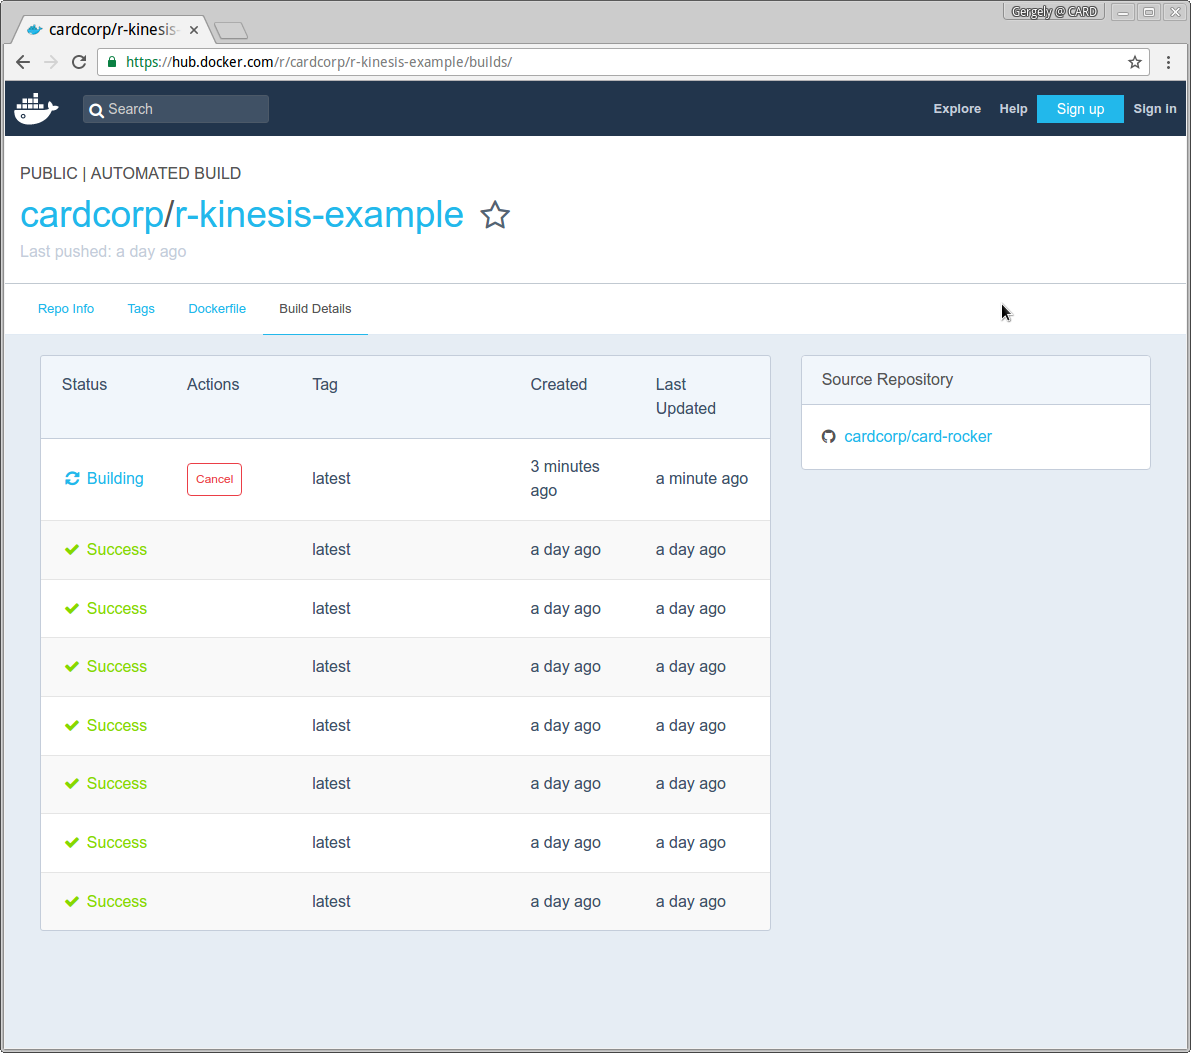 Gergely @ CARD
cardcorp/r-kinesis-
https://hub.docker.com/r/cardcorp/r-kinesis-example/builds/
Search
Explore Help Sign up Sign in
PUBLIC | AUTOMATED BUILD
cardcorp/r-kinesis-example
Last pushed: a day ago
Repo Info Tags Dockerfile Build Details
Status Actions Tag Created Last
Updated
Source Repository
cardcorp/card-rocker
Building Cancel latest 3 minutes
ago a minute ago
Success latest a day ago a day ago
Success latest a day ago a day ago
Success latest a day ago a day ago
Success latest a day ago a day ago
Success latest a day ago a day ago
Success latest a day ago a day ago
Success latest a day ago a day ago